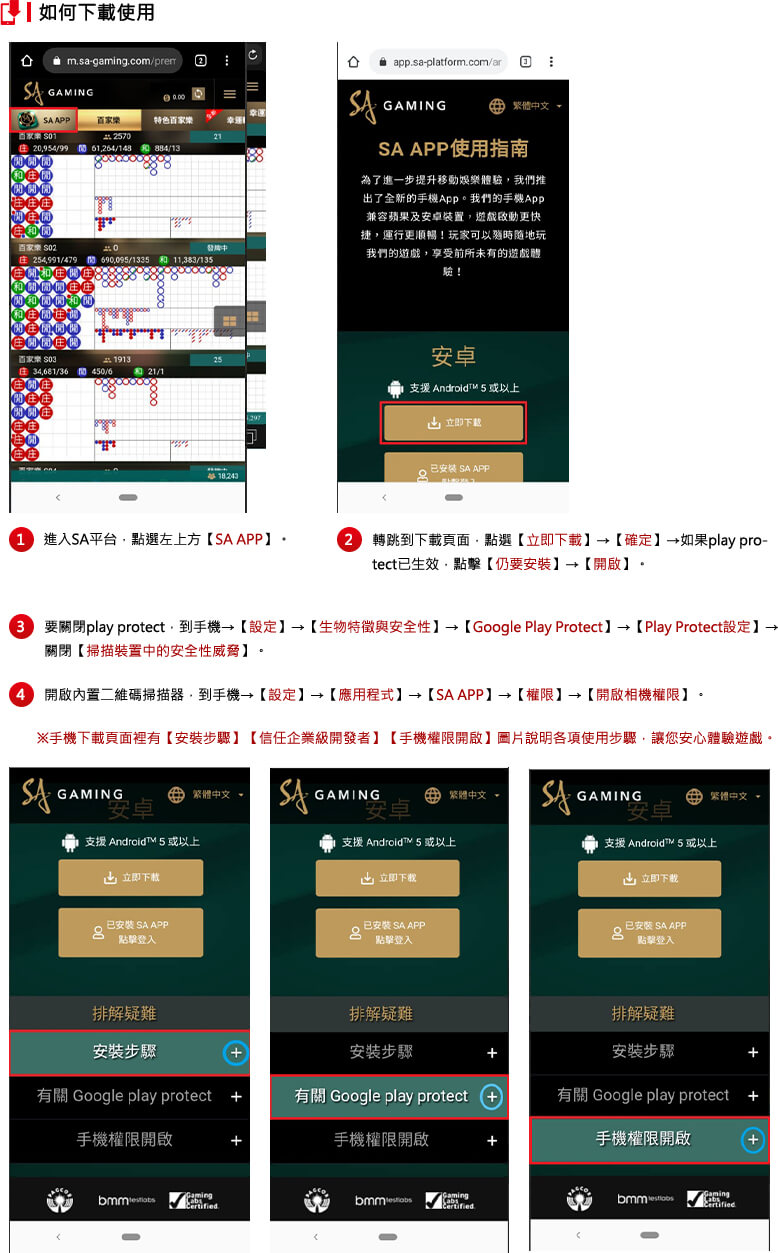 如何下載使用
m.sa-gaming.com/prem
2
SA GAMING
0.00
SA APP
百家樂
特色百家樂
幸運
百家樂 S01
2570
21
莊 20,954/99 閒 61,264/148 和 884/13
百家樂 S02
0
發牌中
莊 254,991/479 閒 690,095/1335 和 11,383/135
百家樂 S03
1913
25
莊 34,681/36 閒 450/6 和 21/1
18,243
app.sa-platform.com/ar
3
SA GAMING
繁體中文
SA APP使用指南
為了進一步提升移動娛樂體驗，我們推
出了全新的手機App。我們的手機App
兼容蘋果及安卓裝置，遊戲啟動更快
捷，運行更順暢！玩家可以隨時隨地玩
我們的遊戲，享受前所未有的遊戲體
驗！
安卓
支援 Android™ 5 或以上
立即下載
已安裝 SA APP
點擊登入
1 進入SA平台，點選左上方【SA APP】。
2 轉跳到下載頁面，點選【立即下載】→【確定】→如果play pro-
tect已生效，點擊【仍要安裝】→【開啟】。
3 要關閉play protect，到手機→【設定】→【生物特徵與安全性】→【Google Play Protect】→【Play Protect設定】→
關閉【掃描裝置中的安全性威脅】。
4 開啟內置二維碼掃描器，到手機→【設定】→【應用程式】→【SA APP】→【權限】→【開啟相機權限】。
※手機下載頁面裡有【安裝步驟】【信任企業級開發者】【手機權限開啟】圖片說明各項使用步驟，讓您安心體驗遊戲。
SA GAMING
繁體中文
安卓
支援 Android™ 5 或以上
立即下載
已安裝 SA APP
點擊登入
排解疑難
安裝步驟 +
有關 Google play protect +
手機權限開啟 +
PAGCOR
bmm testlabs
Gaming Labs Certified
SA GAMING
繁體中文
安卓
支援 Android™ 5 或以上
立即下載
已安裝 SA APP
點擊登入
排解疑難
安裝步驟 +
有關 Google play protect +
手機權限開啟 +
PAGCOR
bmm testlabs
Gaming Labs Certified
SA GAMING
繁體中文
安卓
支援 Android™ 5 或以上
立即下載
已安裝 SA APP
點擊登入
排解疑難
安裝步驟 +
有關 Google play protect +
手機權限開啟 +
PAGCOR
bmm testlabs
Gaming Labs Certified